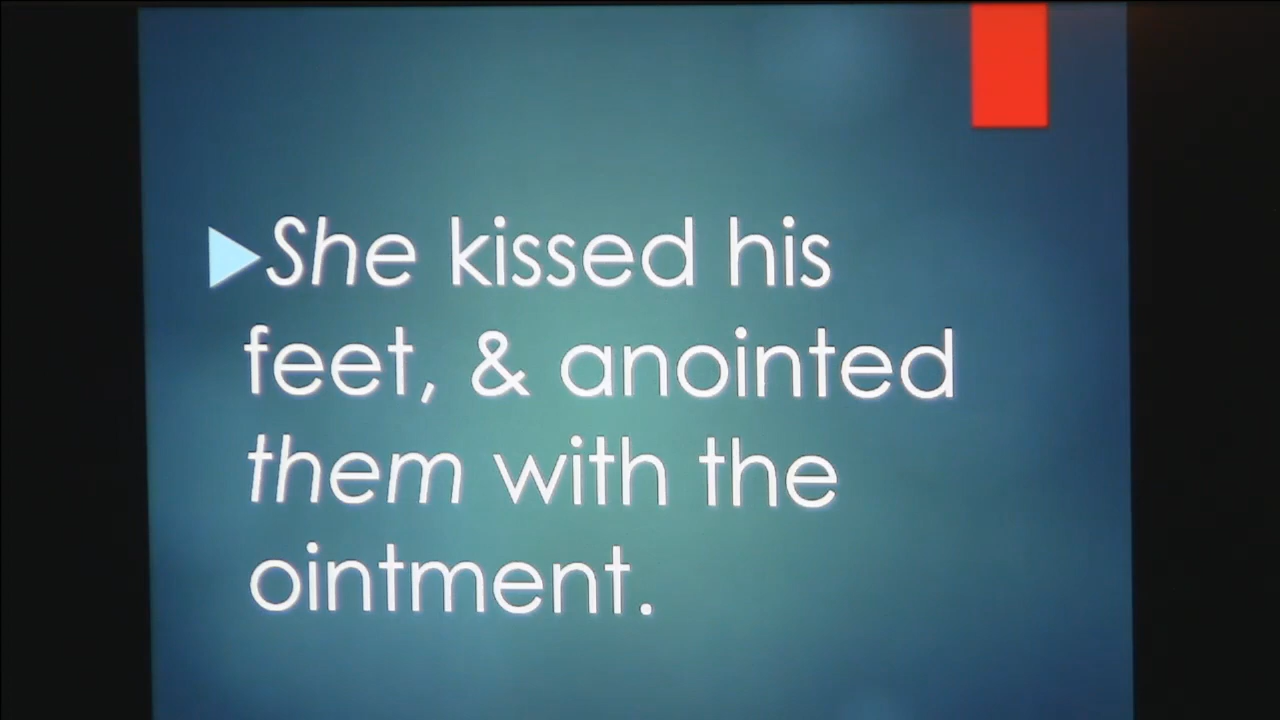 She kissed his
feet, & anointed
them with the
ointment.